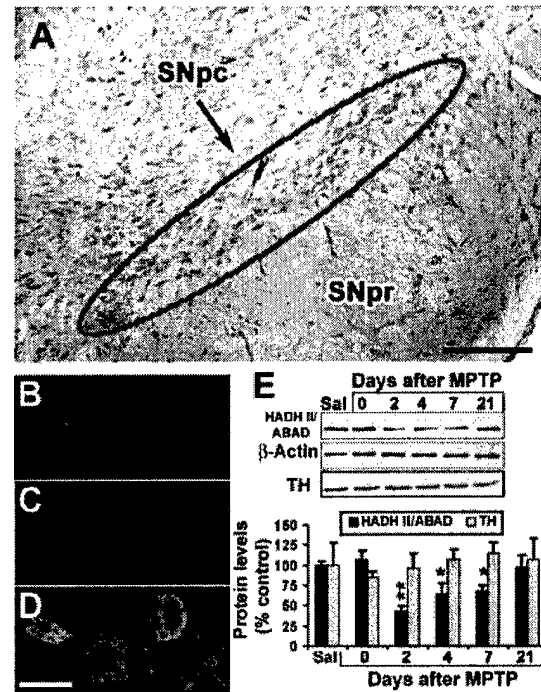 A
SNpc
SNpr
B
C
D
E
Days after MPTP
Sal 0 2 4 7 21
HADH II/
ABAD
β-Actin
TH
HADH II/ABAD TH
Protein levels
(% control)
150
125
100
75
50
25
0
** * *
Sal 0 2 4 7 21
Days after MPTP